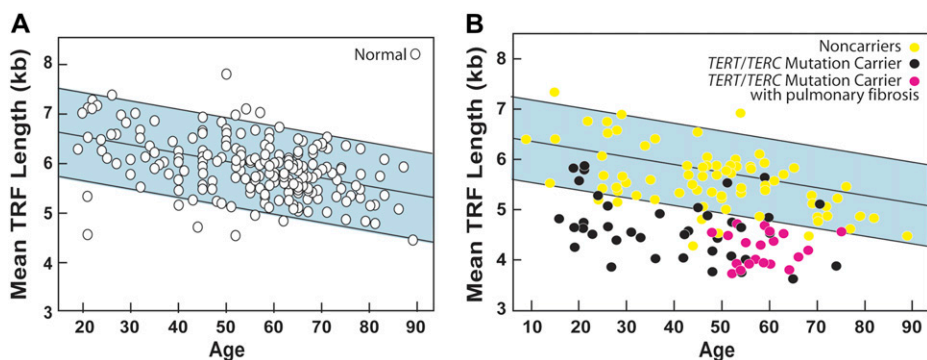 A
Mean TRF Length (kb)
8
7
6
5
4
3
Normal
20 30 40 50 60 70 80 90
Age
B
Mean TRF Length (kb)
8
7
6
5
4
3
Noncarriers
TERT/TERC Mutation Carrier
TERT/TERC Mutation Carrier
with pulmonary fibrosis
10 20 30 40 50 60 70 80 90
Age